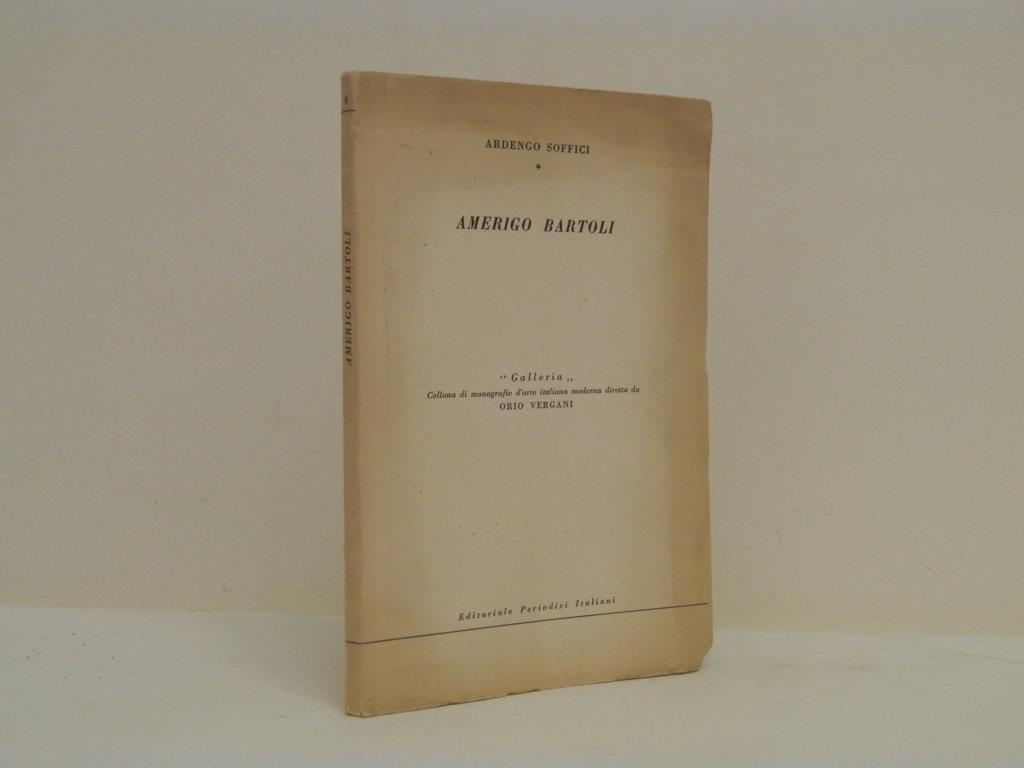 6
AMERIGO BARTOLI
ARDENGO SOFFICI
*
AMERIGO BARTOLI
“ Galleria „
Collana di monografie d'arte italiana moderna diretta da
ORIO VERGANI
Editoriale Periodici Italiani